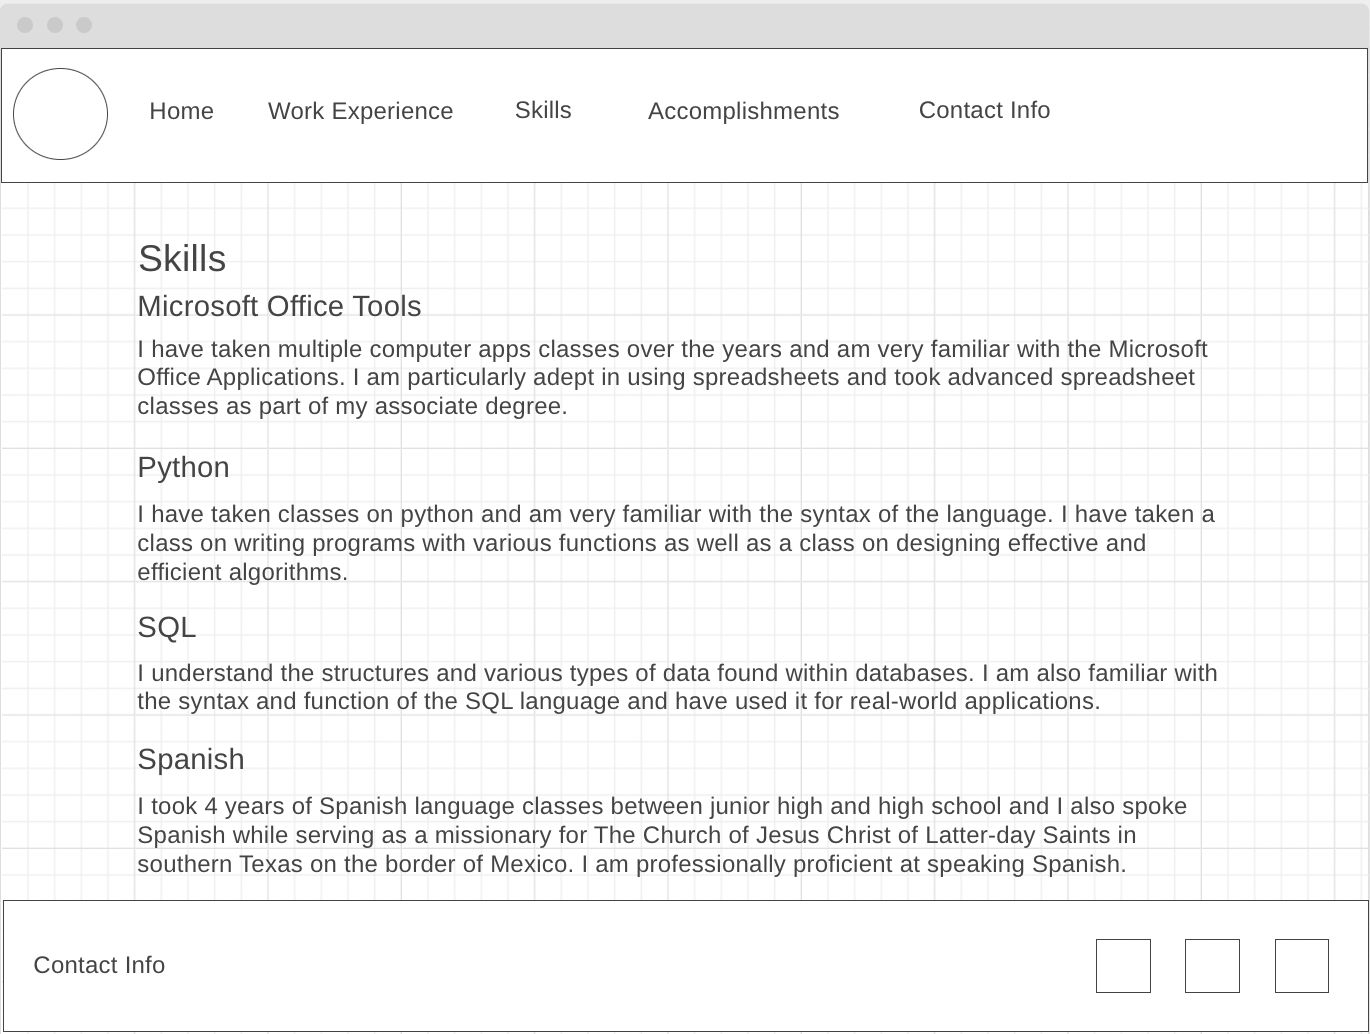 Home Work Experience Skills Accomplishments Contact Info
Skills
Microsoft Office Tools
I have taken multiple computer apps classes over the years and am very familiar with the Microsoft
Office Applications. I am particularly adept in using spreadsheets and took advanced spreadsheet
classes as part of my associate degree.
Python
I have taken classes on python and am very familiar with the syntax of the language. I have taken a
class on writing programs with various functions as well as a class on designing effective and
efficient algorithms.
SQL
I understand the structures and various types of data found within databases. I am also familiar with
the syntax and function of the SQL language and have used it for real-world applications.
Spanish
I took 4 years of Spanish language classes between junior high and high school and I also spoke
Spanish while serving as a missionary for The Church of Jesus Christ of Latter-day Saints in
southern Texas on the border of Mexico. I am professionally proficient at speaking Spanish.
Contact Info